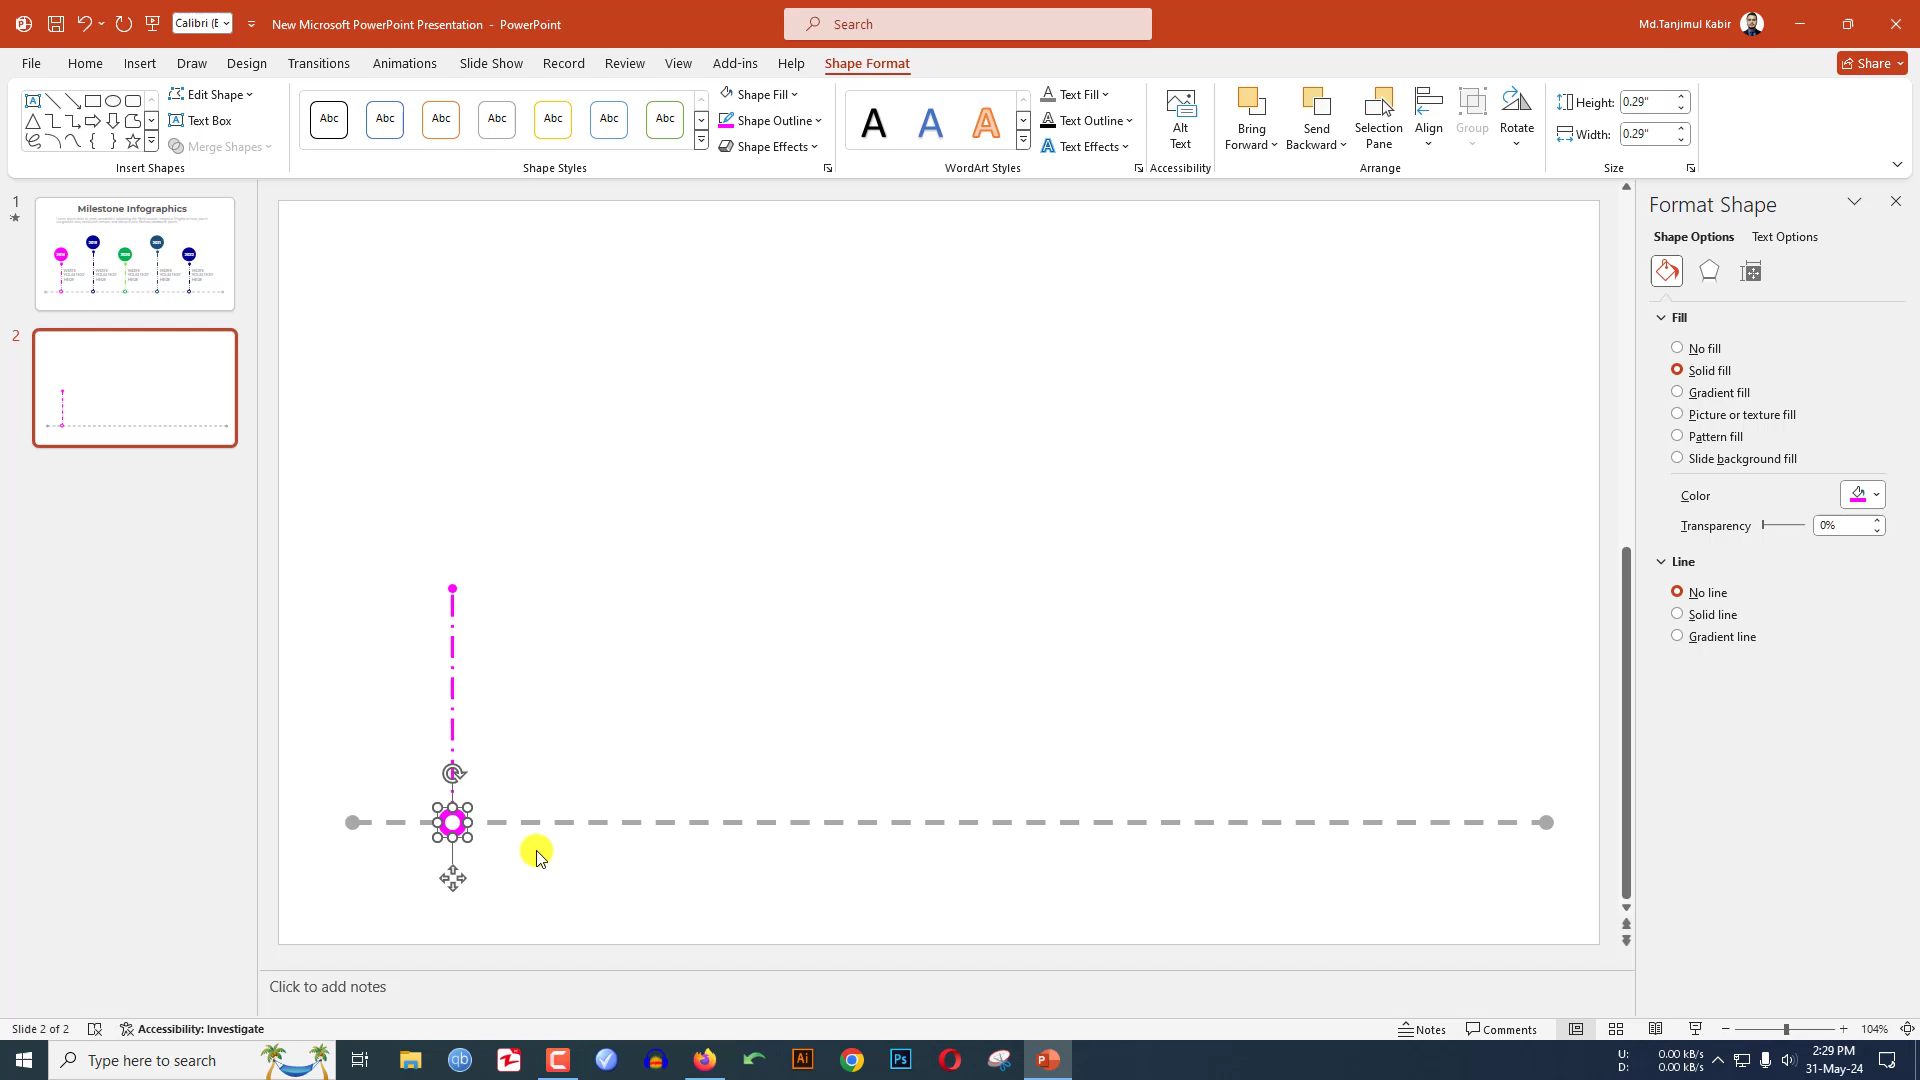 Calibri (E
New Microsoft PowerPoint Presentation - PowerPoint
Search
Md.Tanjimul Kabir
File Home Insert Draw Design Transitions Animations Slide Show Record Review View Add-ins Help Shape Format
Share
Edit Shape
Text Box
Merge Shapes
Insert Shapes
Abc Abc Abc Abc Abc Abc Abc
Shape Fill
Shape Outline
Shape Effects
Shape Styles
A A A
Text Fill
Text Outline
Text Effects
WordArt Styles
Alt
Text
Accessibility
Bring
Forward
Send
Backward
Selection
Pane
Align
Group
Rotate
Arrange
Height: 0.29"
Width: 0.29"
Size
1
Milestone Infographics
2
Format Shape
Shape Options Text Options
Fill
No fill
Solid fill
Gradient fill
Picture or texture fill
Pattern fill
Slide background fill
Color
Transparency 0%
Line
No line
Solid line
Gradient line
Click to add notes
Slide 2 of 2
Accessibility: Investigate
Notes
Comments
104%
Type here to search
U: 0.00 kB/s
D: 0.00 kB/s
2:29 PM
31-May-24